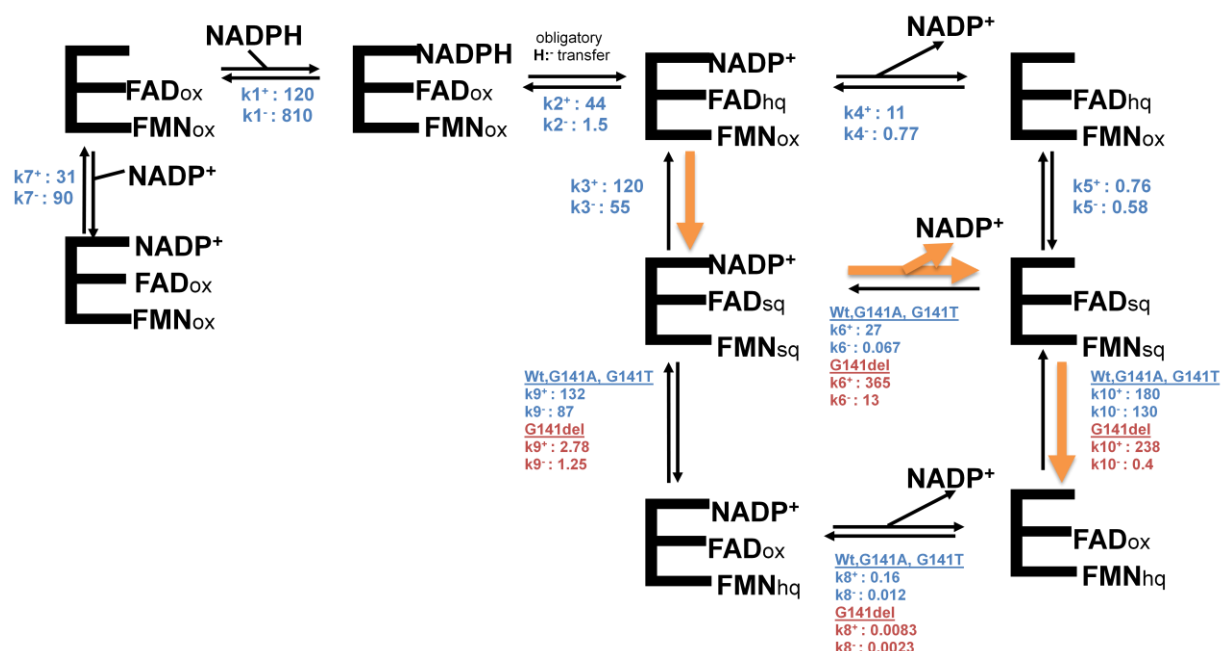 NADPH
FADox
FMNox
k1⁺ : 120
k1⁻ : 810
NADPH
FADox
FMNox
obligatory
H:⁻ transfer
k2⁺ : 44
k2⁻ : 1.5
NADP⁺
FADhq
FMNox
NADP⁺
k4⁺ : 11
k4⁻ : 0.77
FADhq
FMNox
k7⁺ : 31
k7⁻ : 90
NADP⁺
NADP⁺
FADox
FMNox
k3⁺ : 120
k3⁻ : 55
k5⁺ : 0.76
k5⁻ : 0.58
NADP⁺
FADsq
FMNsq
NADP⁺
Wt,G141A, G141T
k6⁺ : 27
k6⁻ : 0.067
G141del
k6⁺ : 365
k6⁻ : 13
FADsq
FMNsq
Wt,G141A, G141T
k9⁺ : 132
k9⁻ : 87
G141del
k9⁺ : 2.78
k9⁻ : 1.25
Wt,G141A, G141T
k10⁺ : 180
k10⁻ : 130
G141del
k10⁺ : 238
k10⁻ : 0.4
NADP⁺
FADox
FMNhq
NADP⁺
Wt,G141A, G141T
k8⁺ : 0.16
k8⁻ : 0.012
G141del
k8⁺ : 0.0083
k8⁻ : 0.0023
FADox
FMNhq